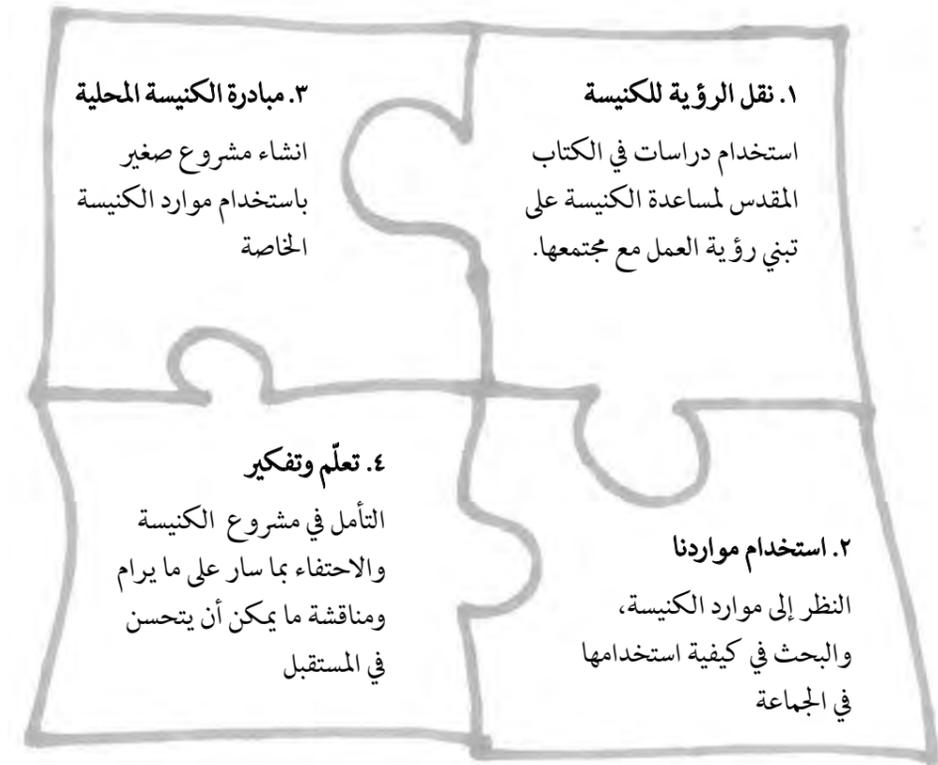 ١. نقل الرؤية للكنيسة
استخدام دراسات في الكتاب
المقدس لمساعدة الكنيسة على
تبني رؤية العمل مع مجتمعها.
٢. استخدام مواردنا
النظر إلى موارد الكنيسة،
والبحث في كيفية استخدامها
في الجماعة
٣. مبادرة الكنيسة المحلية
انشاء مشروع صغير
باستخدام موارد الكنيسة
الخاصة
٤. تعلّم وتفكير
التأمل في مشروع الكنيسة
والاحتفاء بما سار على ما يرام
ومناقشة ما يمكن أن يتحسن
في المستقبل